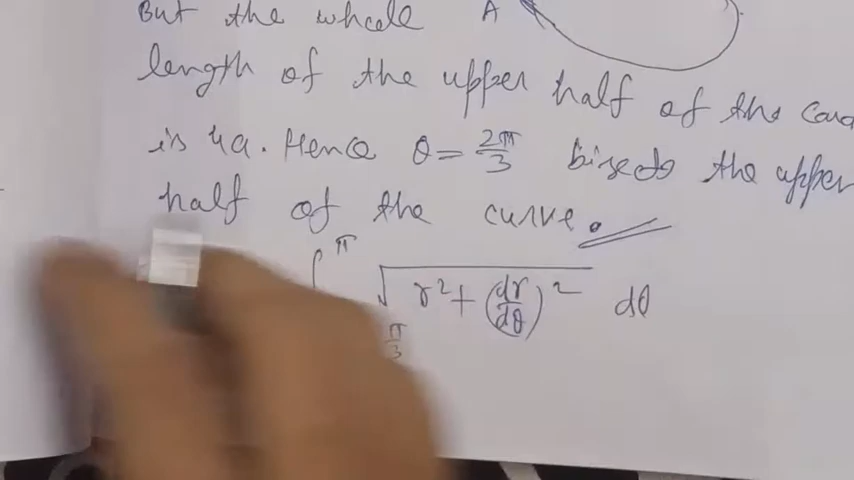 But the whole A
length of the upper half of the
is 4a. Hence θ = 2π/3 bisects the upper
half of the curve.
∫ π √ r² + (dr/dθ)² dθ
π/3